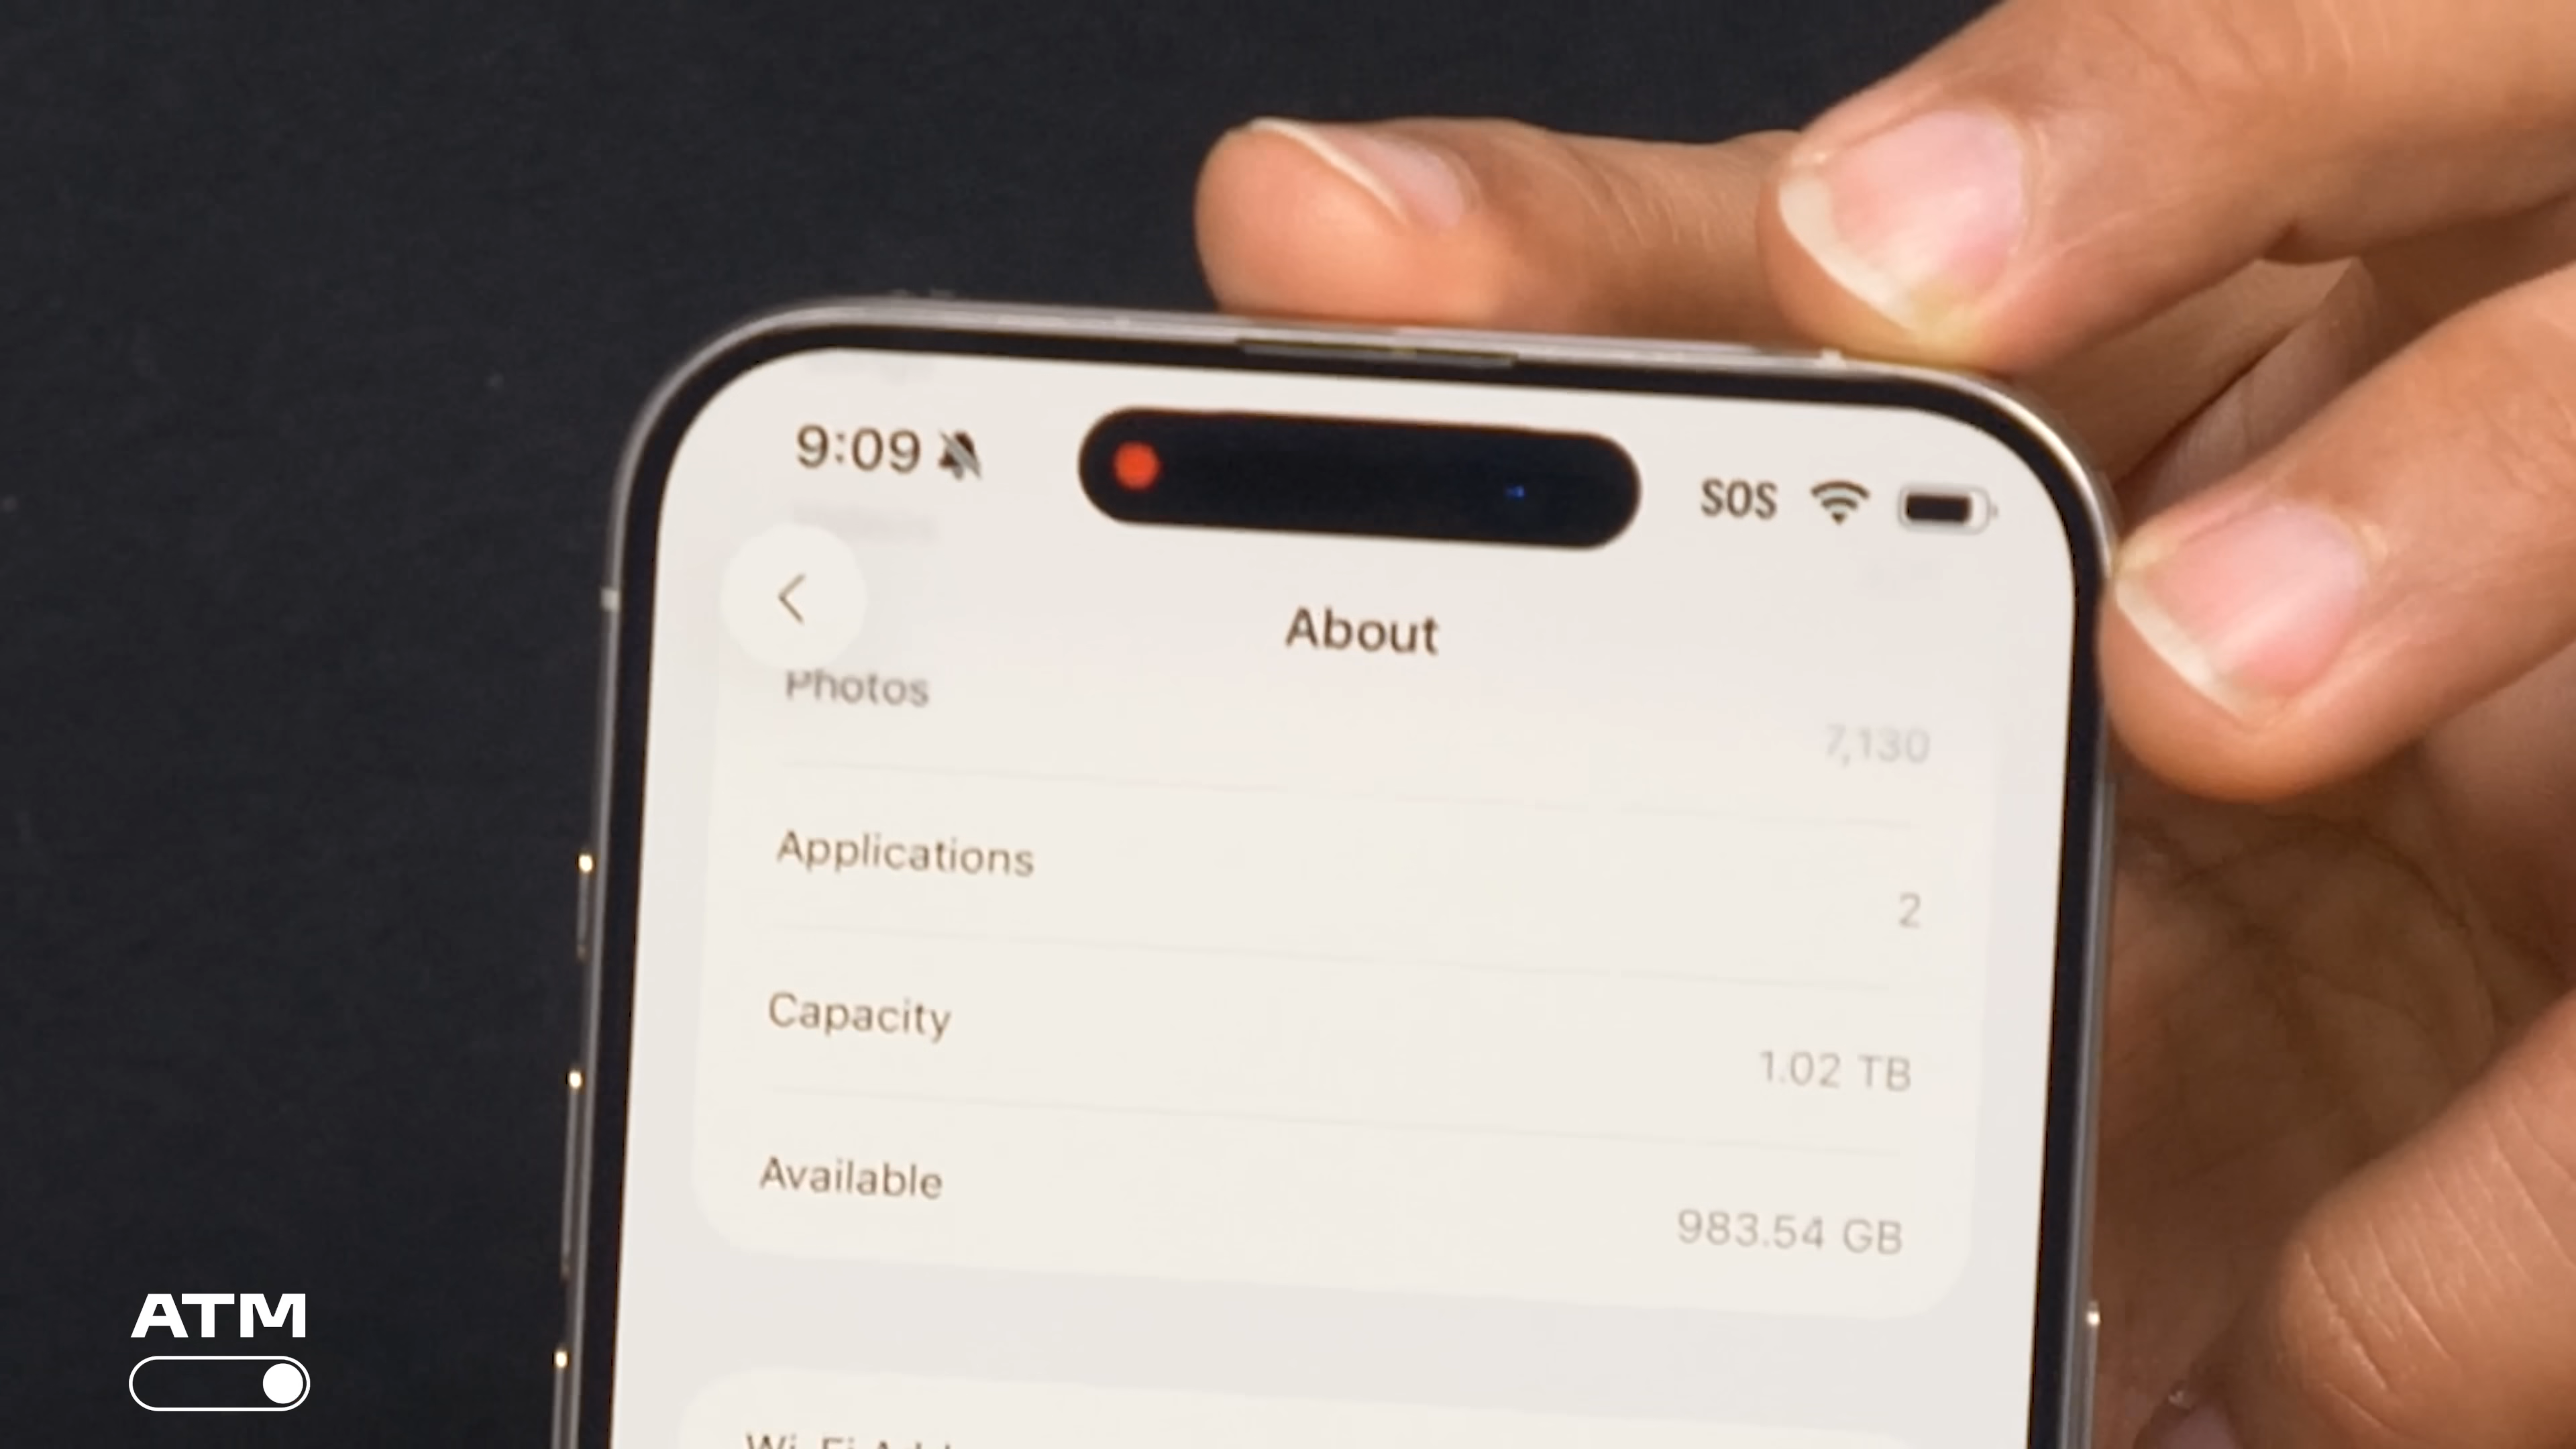 9:09
SOS
About
Photos
7,130
Applications
2
Capacity
1.02 TB
Available
983.54 GB
ATM